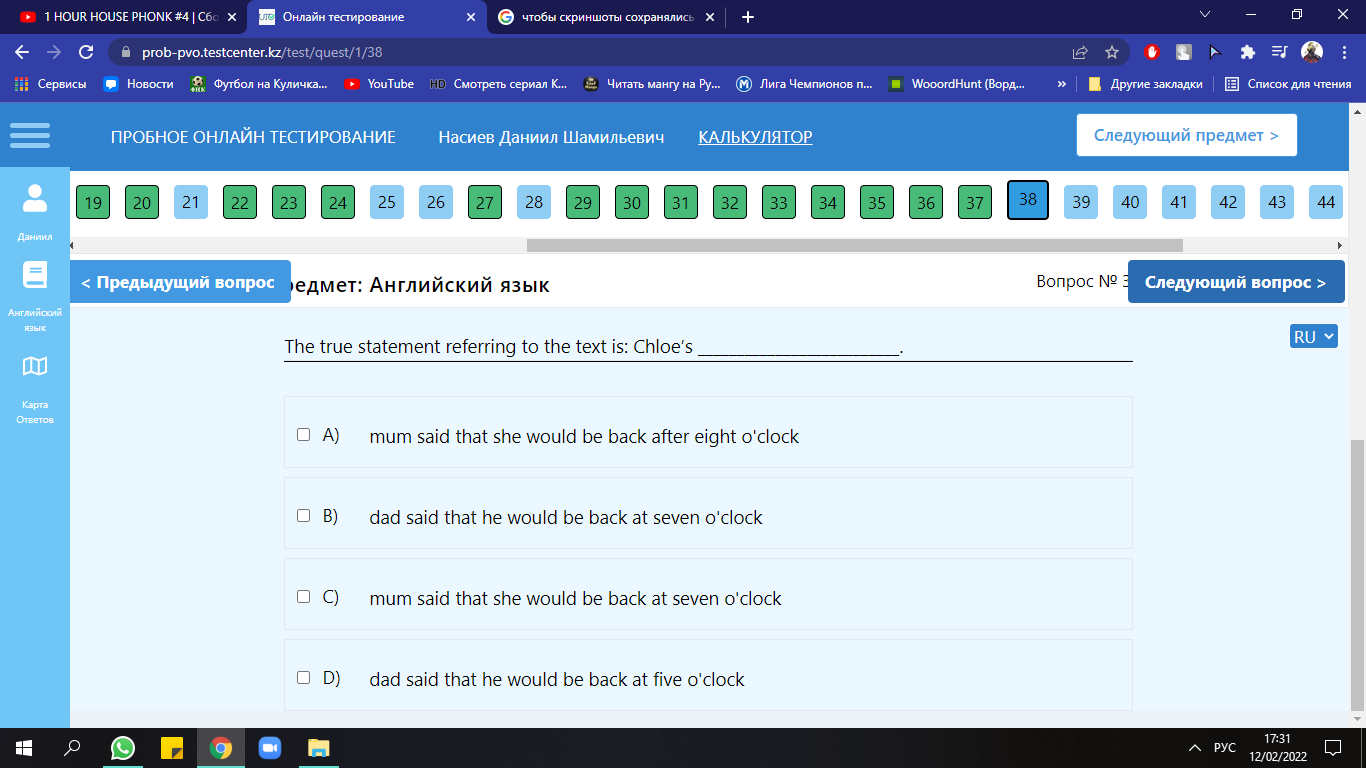 1 HOUR HOUSE PHONK #4 | Сбо
Онлайн тестирование
чтобы скриншоты сохранялись
prob-pvo.testcenter.kz/test/quest/1/38
Сервисы
Новости
Футбол на Куличка...
YouTube
HD Смотреть сериал К...
Читать мангу на Ру...
Лига Чемпионов п...
WooordHunt (Ворд...
»
Другие закладки
Список для чтения
ПРОБНОЕ ОНЛАЙН ТЕСТИРОВАНИЕ
Насиев Даниил Шамильевич
КАЛЬКУЛЯТОР
Следующий предмет >
19 20 21 22 23 24 25 26 27 28 29 30 31 32 33 34 35 36 37 38 39 40 41 42 43 44
Даниил
Английский
язык
Карта
Ответов
< Предыдущий вопрос
редмет: Английский язык
Вопрос № 3
Следующий вопрос >
RU
The true statement referring to the text is: Chloe’s _________________________.
A) mum said that she would be back after eight o'clock
B) dad said that he would be back at seven o'clock
C) mum said that she would be back at seven o'clock
D) dad said that he would be back at five o'clock
РУС
17:31
12/02/2022